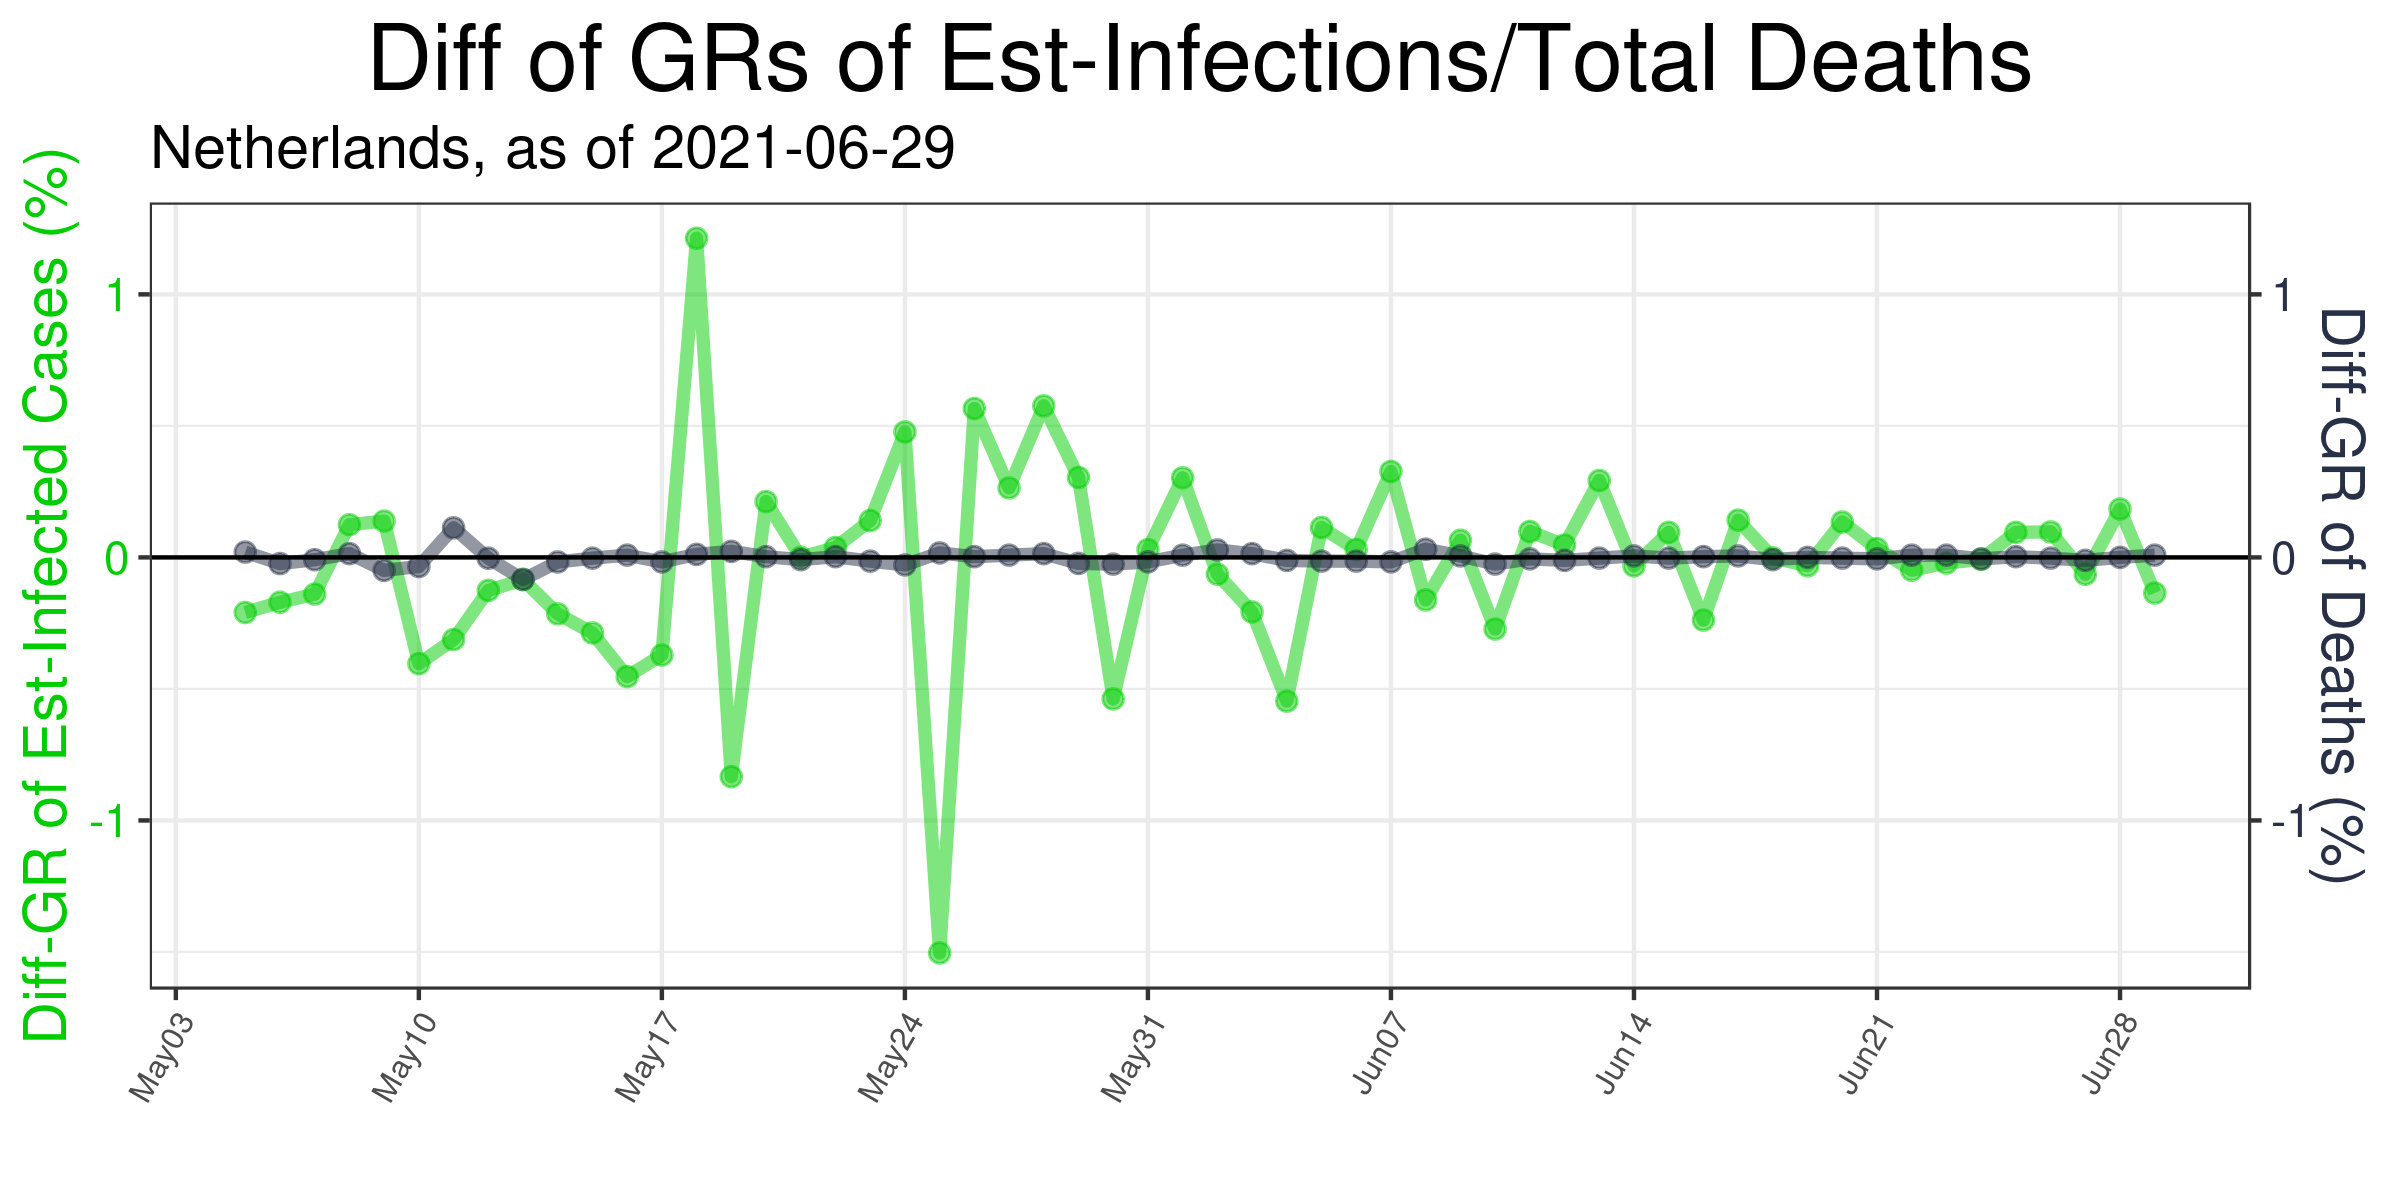 Diff of GRs of Est-Infections/Total Deaths
Netherlands, as of 2021-06-29
Diff-GR of Est-Infected Cases (%)
1
0
-1
1
0
-1
Diff-GR of Deaths (%)
May03
May10
May17
May24
May31
Jun07
Jun14
Jun21
Jun28